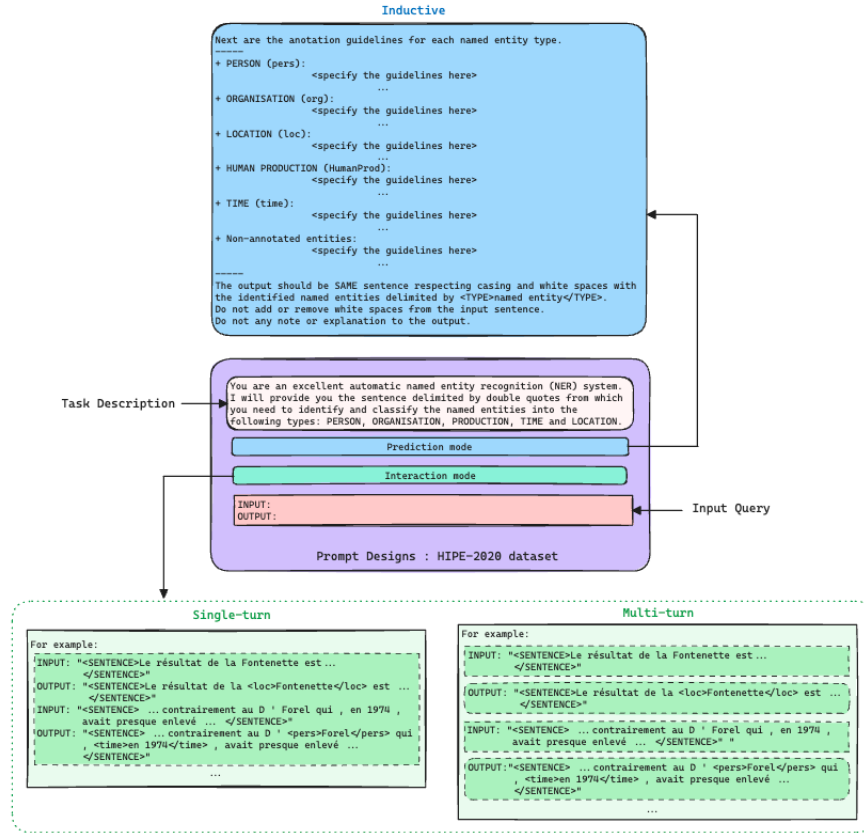 Inductive
Next are the anotation guidelines for each named entity type.
-----
+ PERSON (pers):
<specify the guidelines here>
...
+ ORGANISATION (org):
<specify the guidelines here>
...
+ LOCATION (loc):
<specify the guidelines here>
...
+ HUMAN PRODUCTION (HumanProd):
<specify the guidelines here>
...
+ TIME (time):
<specify the guidelines here>
...
+ Non-annotated entities:
<specify the guidelines here>
...
-----
The output should be SAME sentence respecting casing and white spaces with
the identified named entities delimited by <TYPE>named entity</TYPE>.
Do not add or remove white spaces from the input sentence.
Do not any note or explanation to the output.
Task Description
You are an excellent automatic named entity recognition (NER) system.
I will provide you the sentence delimited by double quotes from which
you need to identify and classify the named entities into the
following types: PERSON, ORGANISATION, PRODUCTION, TIME and LOCATION.
Prediction mode
Interaction mode
INPUT:
OUTPUT:
Input Query
Prompt Designs : HIPE-2020 dataset
Single-turn
For example:
INPUT: "<SENTENCE>Le résultat de la Fontenette est...
</SENTENCE>"
OUTPUT: "<SENTENCE>Le résultat de la <loc>Fontenette</loc> est ...
</SENTENCE>"
INPUT: "<SENTENCE> ...contrairement au D ' Forel qui , en 1974 ,
avait presque enlevé ... </SENTENCE>"
OUTPUT: "<SENTENCE> ...contrairement au D ' <pers>Forel</pers> qui
, <time>en 1974</time> , avait presque enlevé ...
</SENTENCE>"
...
Multi-turn
For example:
INPUT: "<SENTENCE>Le résultat de la Fontenette est...
</SENTENCE>"
OUTPUT: "<SENTENCE>Le résultat de la <loc>Fontenette</loc> est ...
</SENTENCE>"
INPUT: "<SENTENCE> ...contrairement au D ' Forel qui , en 1974 ,
avait presque enlevé ... </SENTENCE>" "
OUTPUT:"<SENTENCE> ...contrairement au D ' <pers>Forel</pers> qui
, <time>en 1974</time> , avait presque enlevé ...
</SENTENCE>"
...